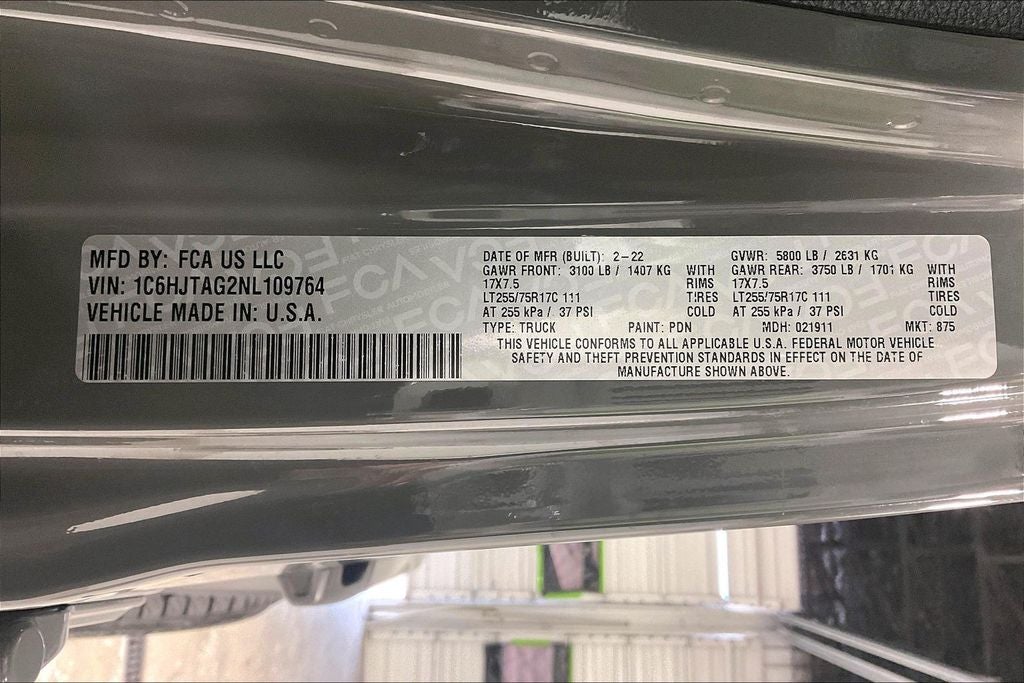 MFD BY: FCA US LLC
VIN: 1C6HJTAG2NL109764
VEHICLE MADE IN: U.S.A.
DATE OF MFR (BUILT): 2-22 GVWR: 5800 LB / 2631 KG
GAWR FRONT: 3100 LB / 1407 KG WITH GAWR REAR: 3750 LB / 1701 KG WITH
17X7.5 RIMS 17X7.5 RIMS
LT255/75R17C 111 TIRES LT255/75R17C 111 TIRES
AT 255 kPa / 37 PSI COLD AT 255 kPa / 37 PSI COLD
TYPE: TRUCK PAINT: PDN MDH: 021911 MKT: 875
THIS VEHICLE CONFORMS TO ALL APPLICABLE U.S.A. FEDERAL MOTOR VEHICLE
SAFETY AND THEFT PREVENTION STANDARDS IN EFFECT ON THE DATE OF
MANUFACTURE SHOWN ABOVE.